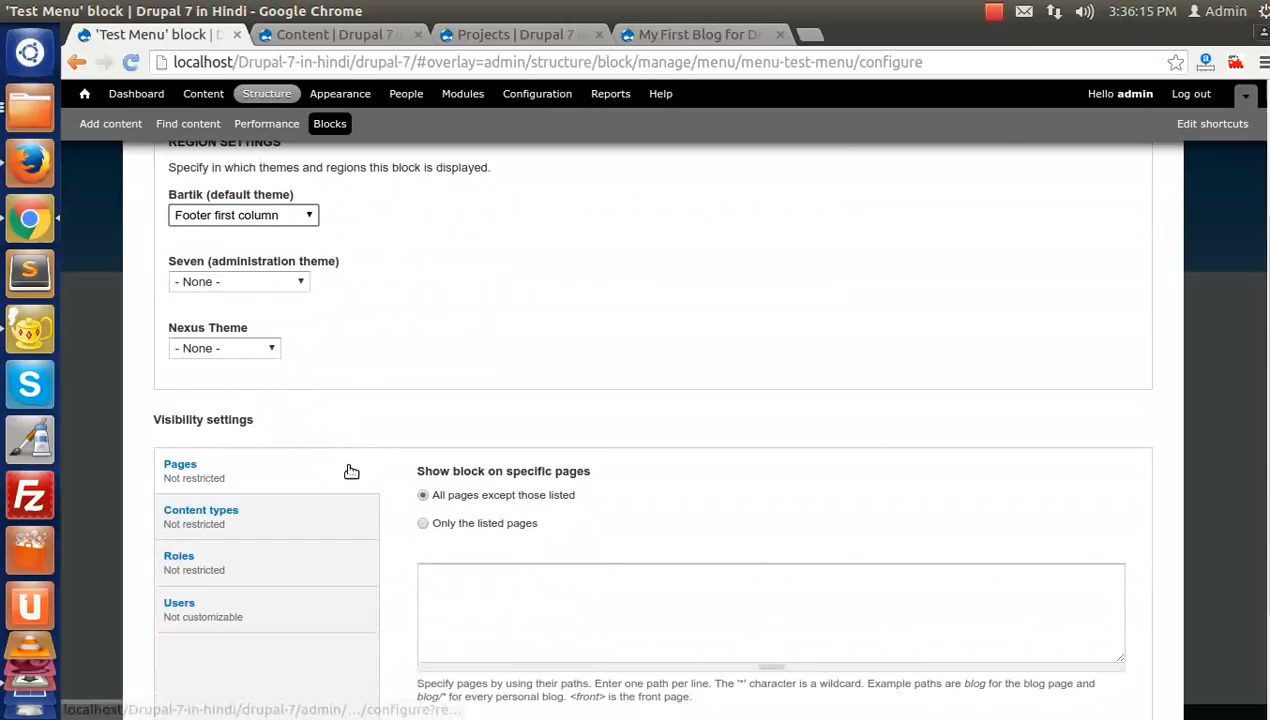 'Test Menu' block | Drupal 7 in Hindi - Google Chrome
3:36:15 PM
Admin
'Test Menu' block | D
Content | Drupal 7
Projects | Drupal 7
My First Blog for D
localhost/Drupal-7-in-hindi/drupal-7/#overlay=admin/structure/block/manage/menu/menu-test-menu/configure
Dashboard
Content
Structure
Appearance
People
Modules
Configuration
Reports
Help
Hello admin
Log out
Add content
Find content
Performance
Blocks
Edit shortcuts
REGION SETTINGS
Specify in which themes and regions this block is displayed.
Bartik (default theme)
Footer first column
Seven (administration theme)
- None -
Nexus Theme
- None -
Visibility settings
Pages
Not restricted
Content types
Not restricted
Roles
Not restricted
Users
Not customizable
Show block on specific pages
All pages except those listed
Only the listed pages
Specify pages by using their paths. Enter one path per line. The '*' character is a wildcard. Example paths are blog for the blog page and
blog/* for every personal blog. <front> is the front page.
localhost/Drupal-7-in-hindi/drupal-7/admin/.../configure?re...